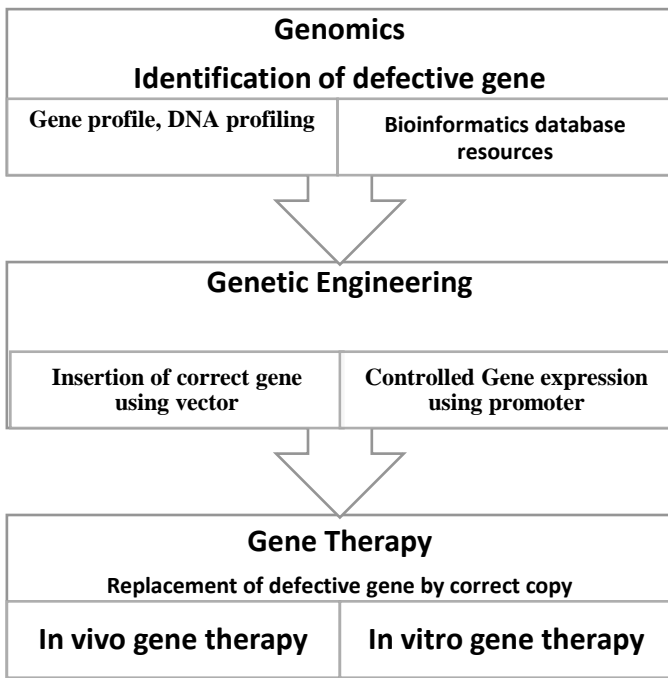 Genomics
Identification of defective gene
Gene profile, DNA profiling
Bioinformatics database
resources
Genetic Engineering
Insertion of correct gene
using vector
Controlled Gene expression
using promoter
Gene Therapy
Replacement of defective gene by correct copy
In vivo gene therapy
In vitro gene therapy